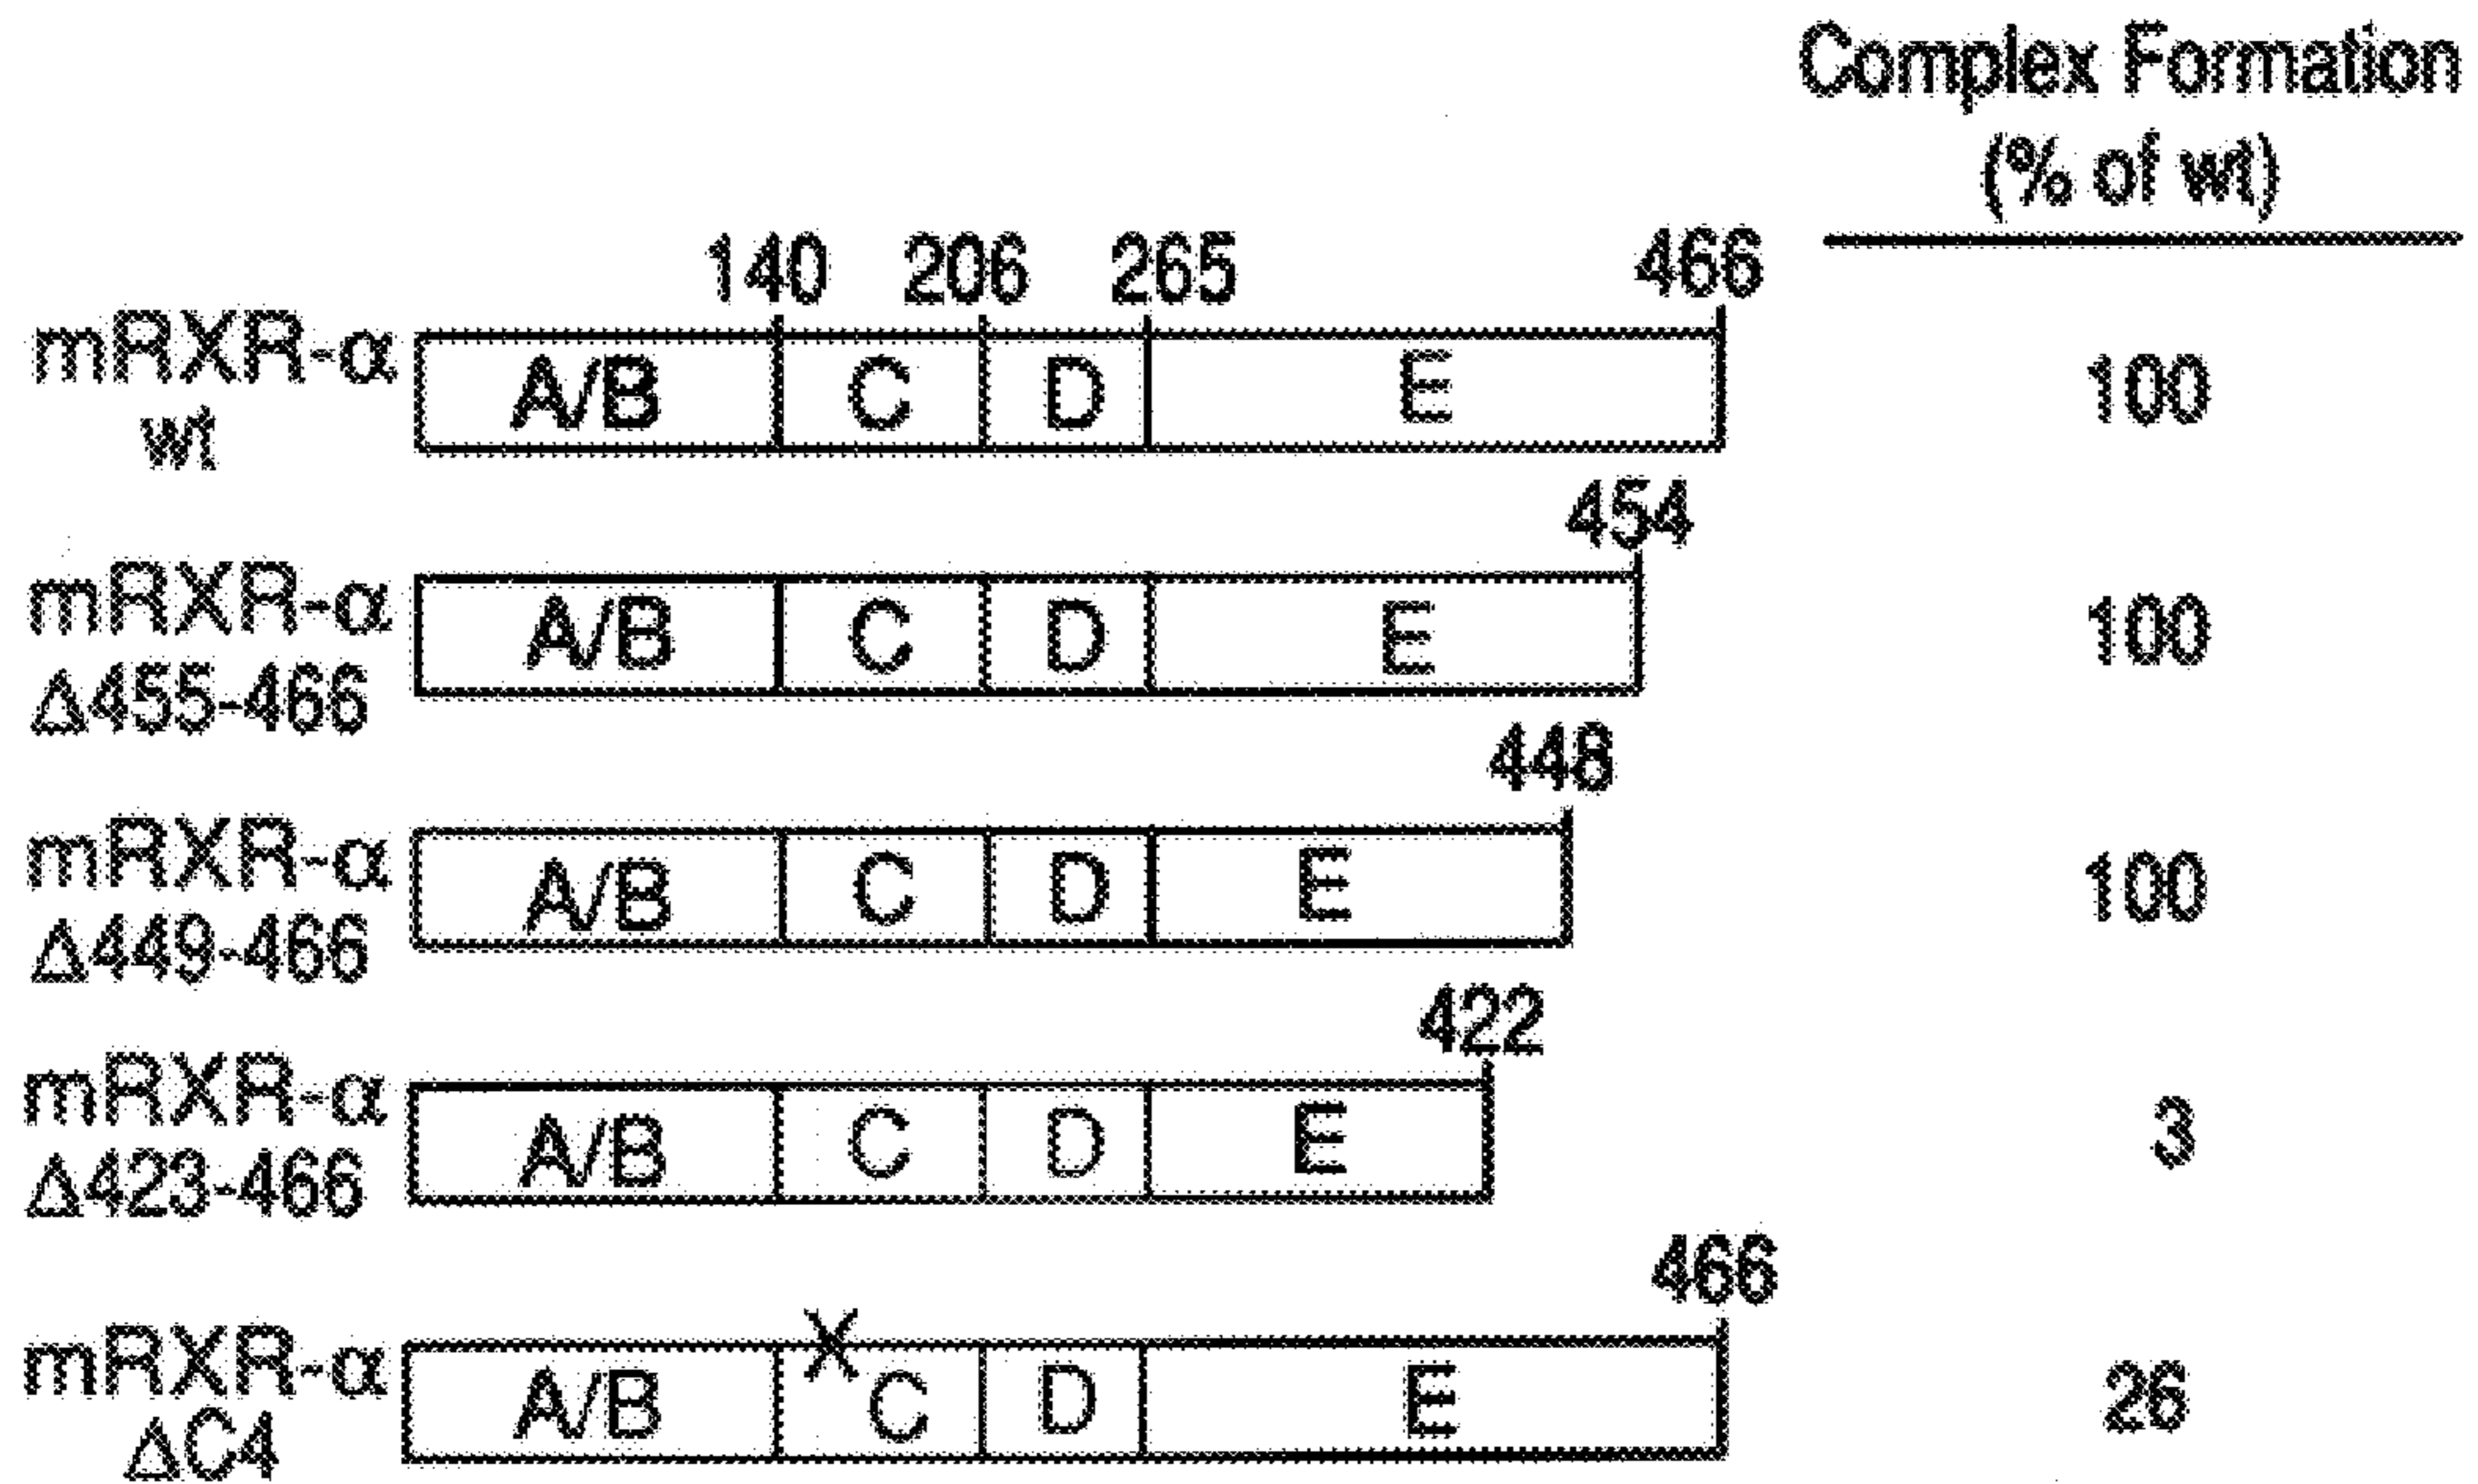 Complex Formation
(% of wt)
140 206 265 466
mRXR-α A/B C D E 100
wt
454
mRXR-α A/B C D E 100
Δ455-466
448
mRXR-α A/B C D E 100
Δ449-466
422
mRXR-α A/B C D E 3
Δ423-466
466
X
mRXR-α A/B C D E 26
ΔC4